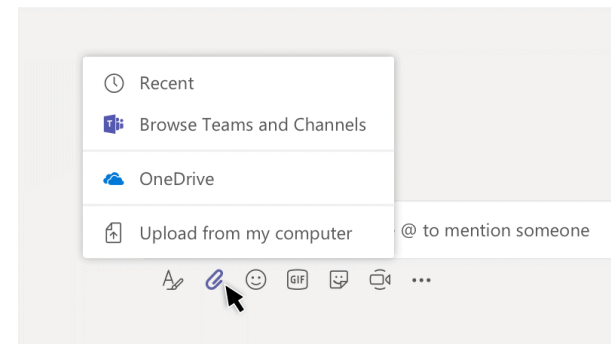 Recent
Browse Teams and Channels
OneDrive
Upload from my computer
@ to mention someone
GIF